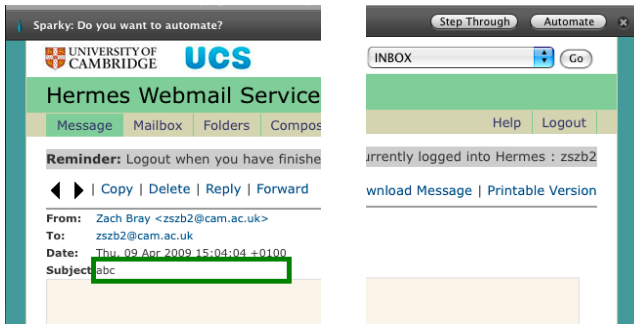 Sparky: Do you want to automate?
Step Through
Automate
UNIVERSITY OF
CAMBRIDGE
UCS
INBOX
Go
Hermes Webmail Service
Message Mailbox Folders Compos
Help Logout
Reminder: Logout when you have finishe
urrently logged into Hermes : zszb2
| Copy | Delete | Reply | Forward
wnload Message | Printable Version
From: Zach Bray <zszb2@cam.ac.uk>
To: zszb2@cam.ac.uk
Date: Thu, 09 Apr 2009 15:04:04 +0100
Subject abc